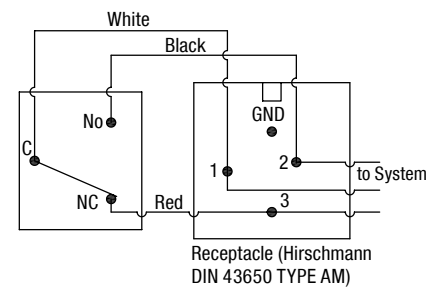 White
Black
No
GND
C
1
2
to System
NC
Red
3
Receptacle (Hirschmann
DIN 43650 TYPE AM)